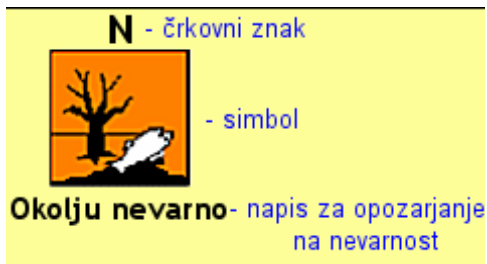 N - črkovni znak
- simbol
Okolju nevarno- napis za opozarjanje
na nevarnost